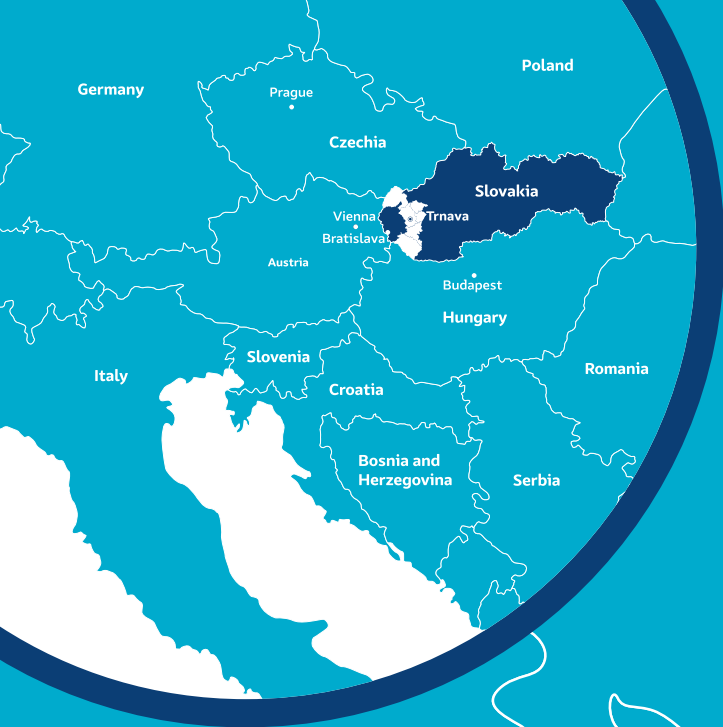 Poland
Germany
Prague
Czechia
Slovakia
Vienna
Trnava
Bratislava
Austria
Budapest
Hungary
Slovenia
Romania
Italy
Croatia
Bosnia and
Herzegovina
Serbia